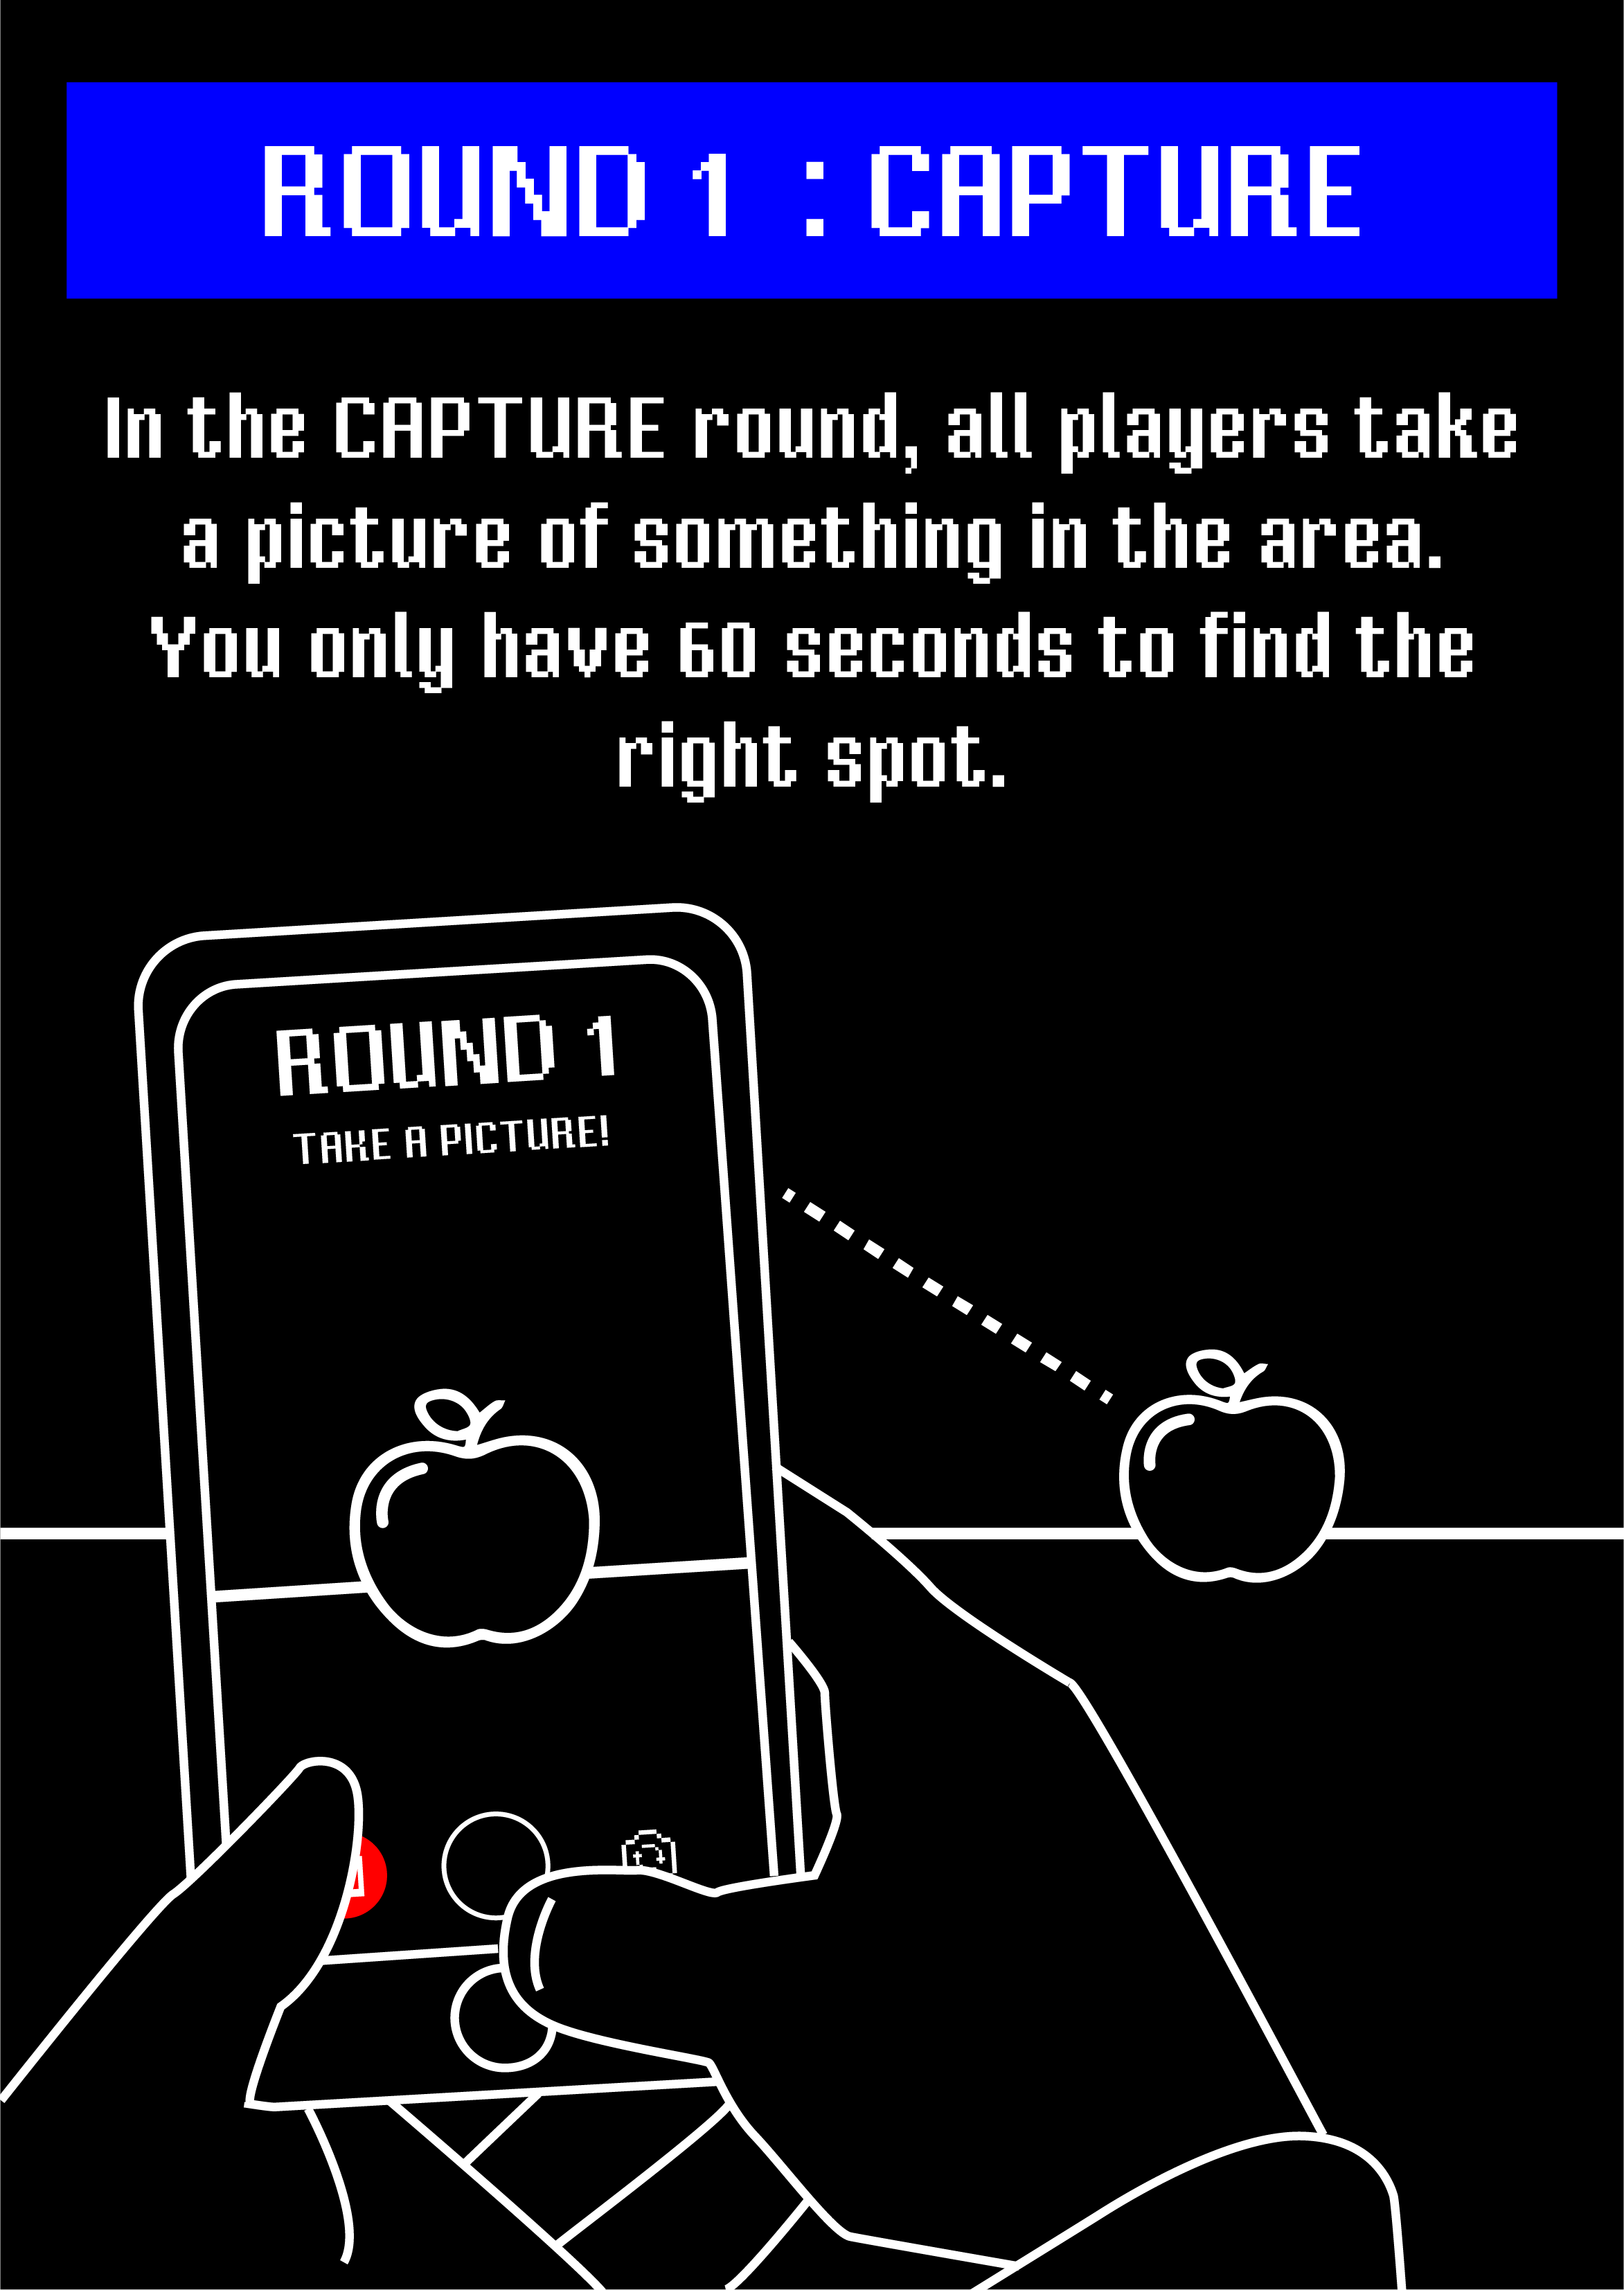 ROUND 1 : CAPTURE
In the CAPTURE round, all players take
a picture of something in the area.
You only have 60 seconds to find the
right spot.
ROUND 1
TAKE A PICTURE!